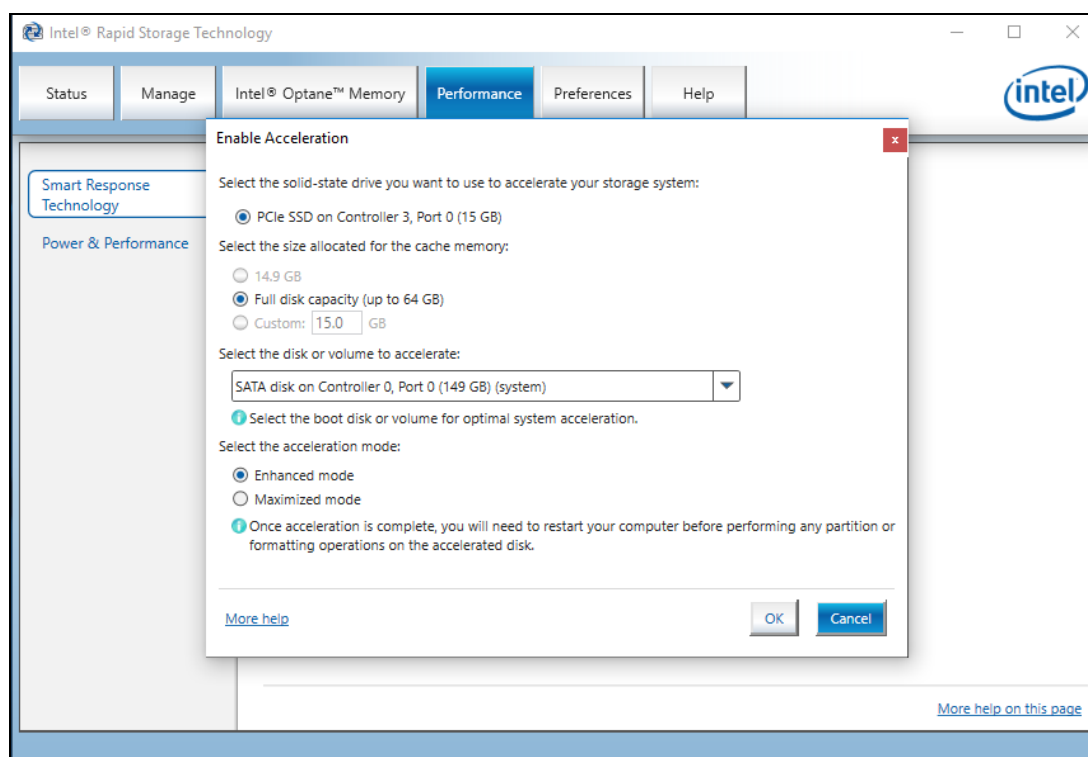 Intel® Rapid Storage Technology
Status
Manage
Intel® Optane™ Memory
Performance
Preferences
Help
intel
Enable Acceleration
x
Smart Response
Technology
Power & Performance
Select the solid-state drive you want to use to accelerate your storage system:
PCIe SSD on Controller 3, Port 0 (15 GB)
Select the size allocated for the cache memory:
14.9 GB
Full disk capacity (up to 64 GB)
Custom: 15.0 GB
Select the disk or volume to accelerate:
SATA disk on Controller 0, Port 0 (149 GB) (system)
Select the boot disk or volume for optimal system acceleration.
Select the acceleration mode:
Enhanced mode
Maximized mode
Once acceleration is complete, you will need to restart your computer before performing any partition or
formatting operations on the accelerated disk.
More help
OK
Cancel
More help on this page